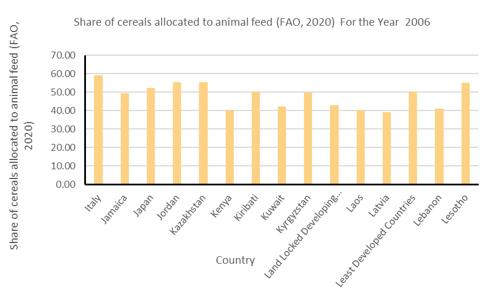 Share of cereals allocated to animal feed (FAO, 2020)  For the Year  2006
Share of cereals allocated to animal feed (FAO,
2020)
70.00
60.00
50.00
40.00
30.00
20.00
10.00
0.00
Italy
Jamaica
Japan
Jordan
Kazakhstan
Kenya
Kiribati
Kuwait
Kyrgyzstan
Land Locked Developing...
Laos
Latvia
Least Developed Countries
Lebanon
Lesotho
Country